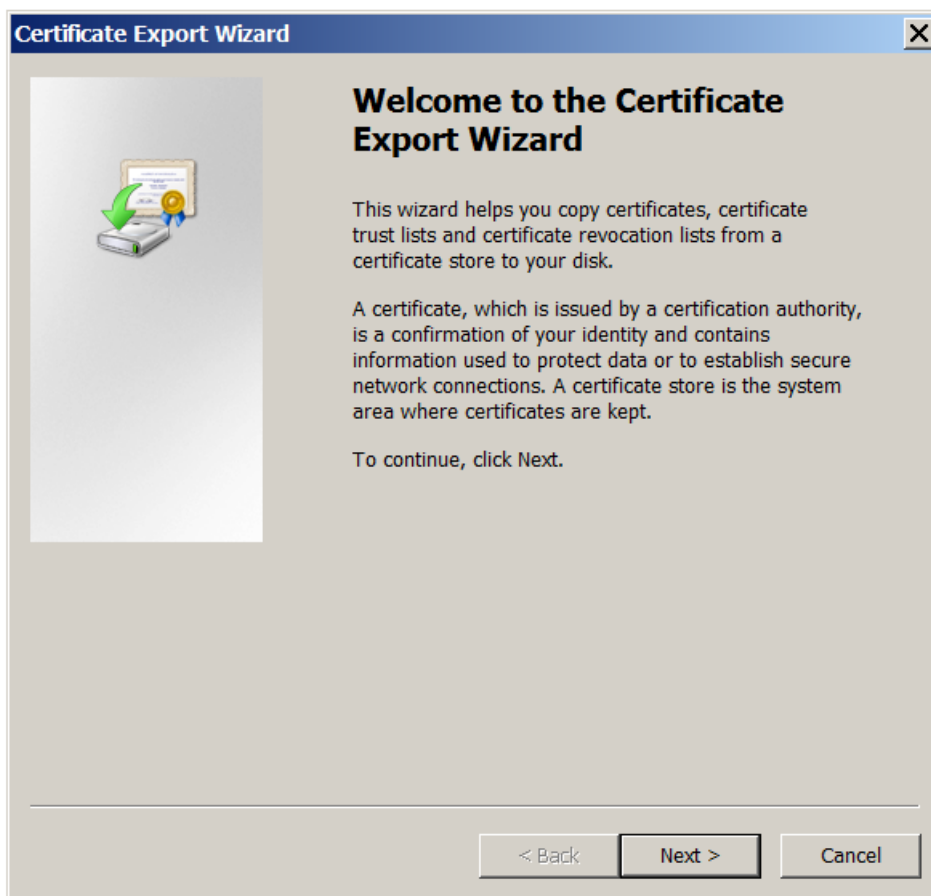 Certificate Export Wizard
Welcome to the Certificate
Export Wizard
This wizard helps you copy certificates, certificate
trust lists and certificate revocation lists from a
certificate store to your disk.
A certificate, which is issued by a certification authority,
is a confirmation of your identity and contains
information used to protect data or to establish secure
network connections. A certificate store is the system
area where certificates are kept.
To continue, click Next.
< Back
Next >
Cancel